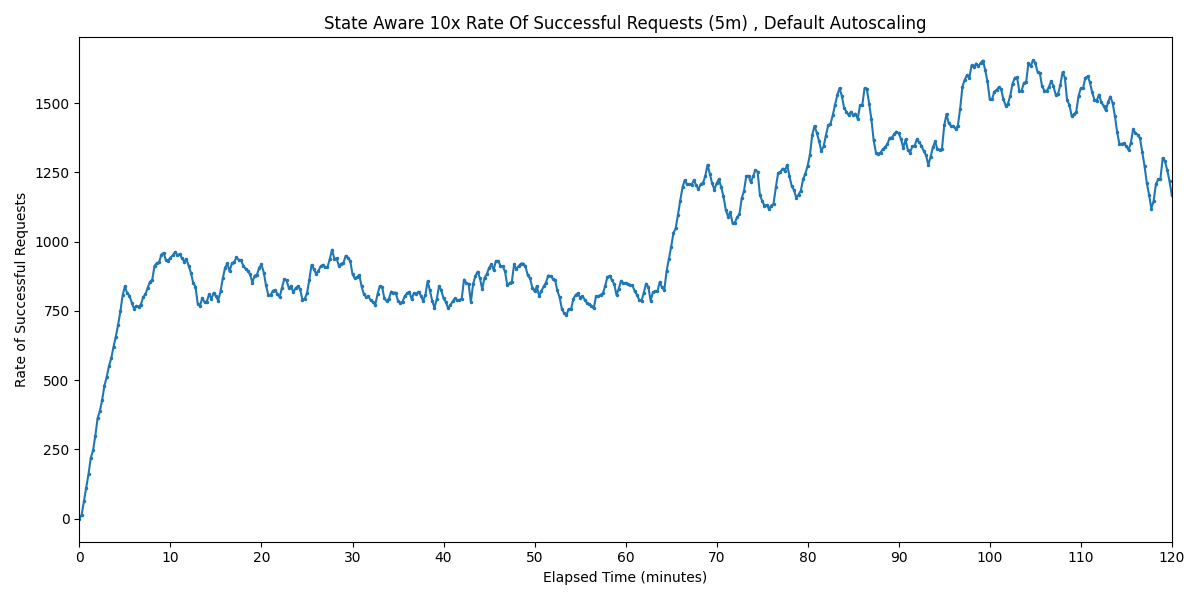 State Aware 10x Rate Of Successful Requests (5m) , Default Autoscaling
Rate of Successful Requests
1500
1250
1000
750
500
250
0
0 10 20 30 40 50 60 70 80 90 100 110 120
Elapsed Time (minutes)